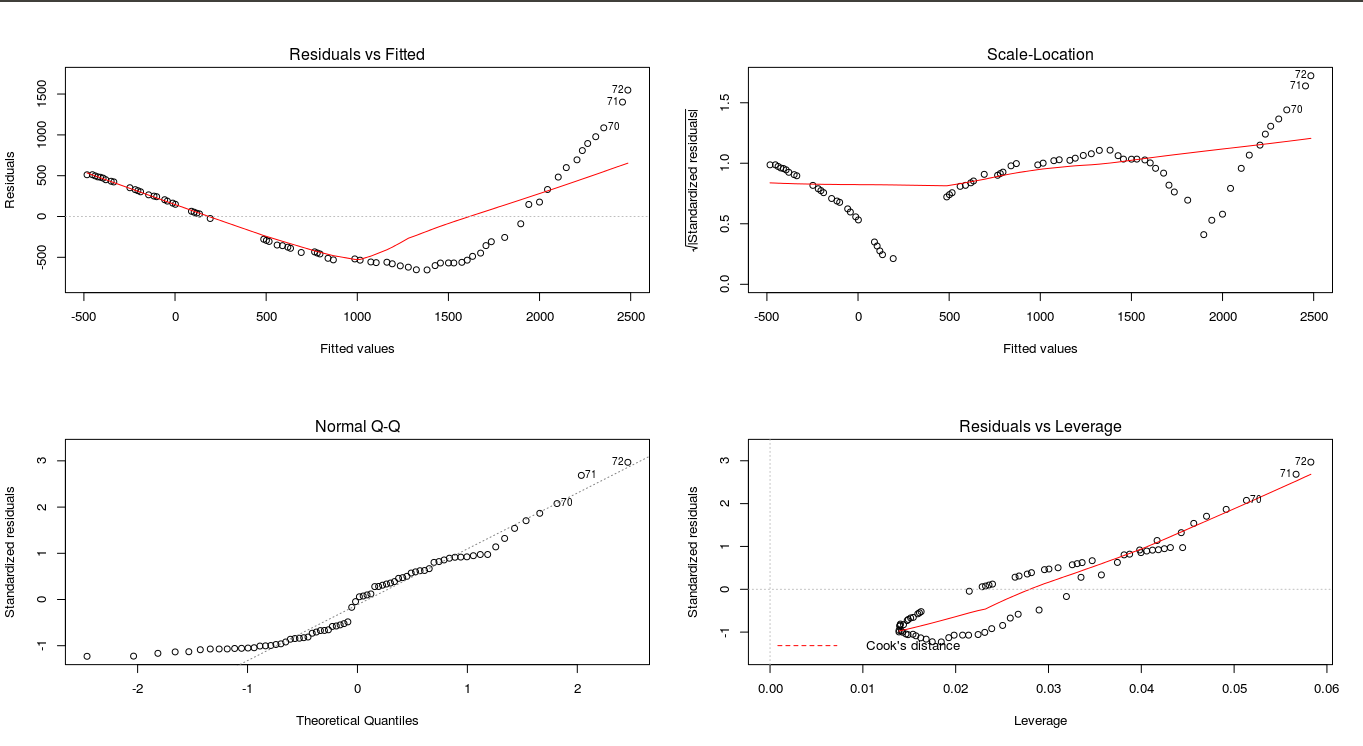 Residuals vs Fitted
Residuals
-500 0 500 1000 1500
72
71
70
-500 0 500 1000 1500 2000 2500
Fitted values
Scale-Location
√|Standardized residuals|
0.0 0.5 1.0 1.5
72
71
70
-500 0 500 1000 1500 2000 2500
Fitted values
Normal Q-Q
Standardized residuals
-1 0 1 2 3
72
71
70
-2 -1 0 1 2
Theoretical Quantiles
Residuals vs Leverage
Standardized residuals
-1 0 1 2 3
72
71
70
Cook's distance
0.00 0.01 0.02 0.03 0.04 0.05 0.06
Leverage